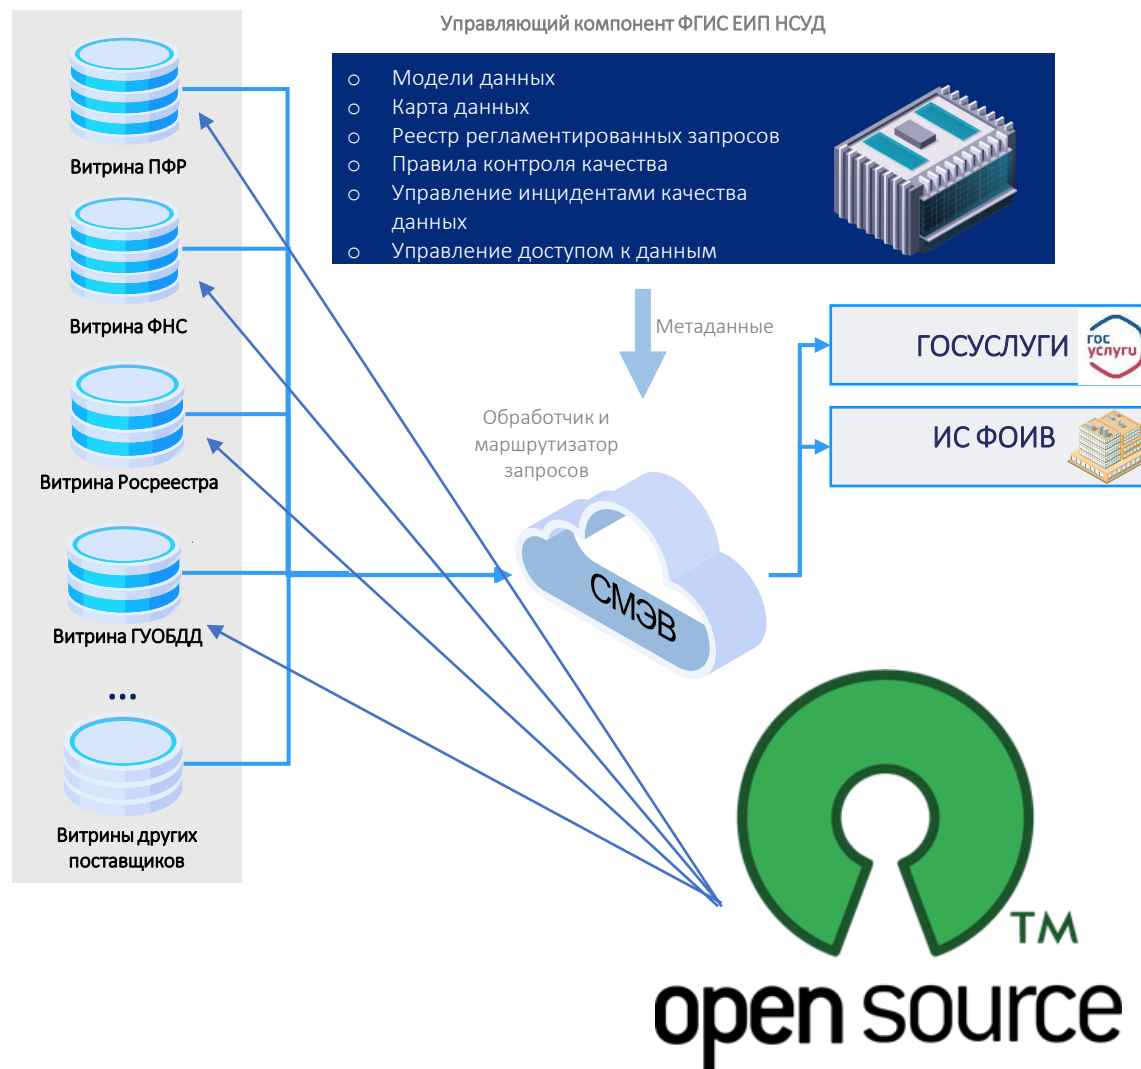 Управляющий компонент ФГИС ЕИП НСУД
o Модели данных
o Карта данных
o Реестр регламентированных запросов
o Правила контроля качества
o Управление инцидентами качества
данных
o Управление доступом к данным
Витрина ПФР
Витрина ФНС
Витрина Росреестра
Витрина ГУОБДД
...
Витрины других
поставщиков
Метаданные
Обработчик и
маршрутизатор
запросов
СМЭВ
ГОСУСЛУГИ
гос
услуги
ИС ФОИВ
TM
open source